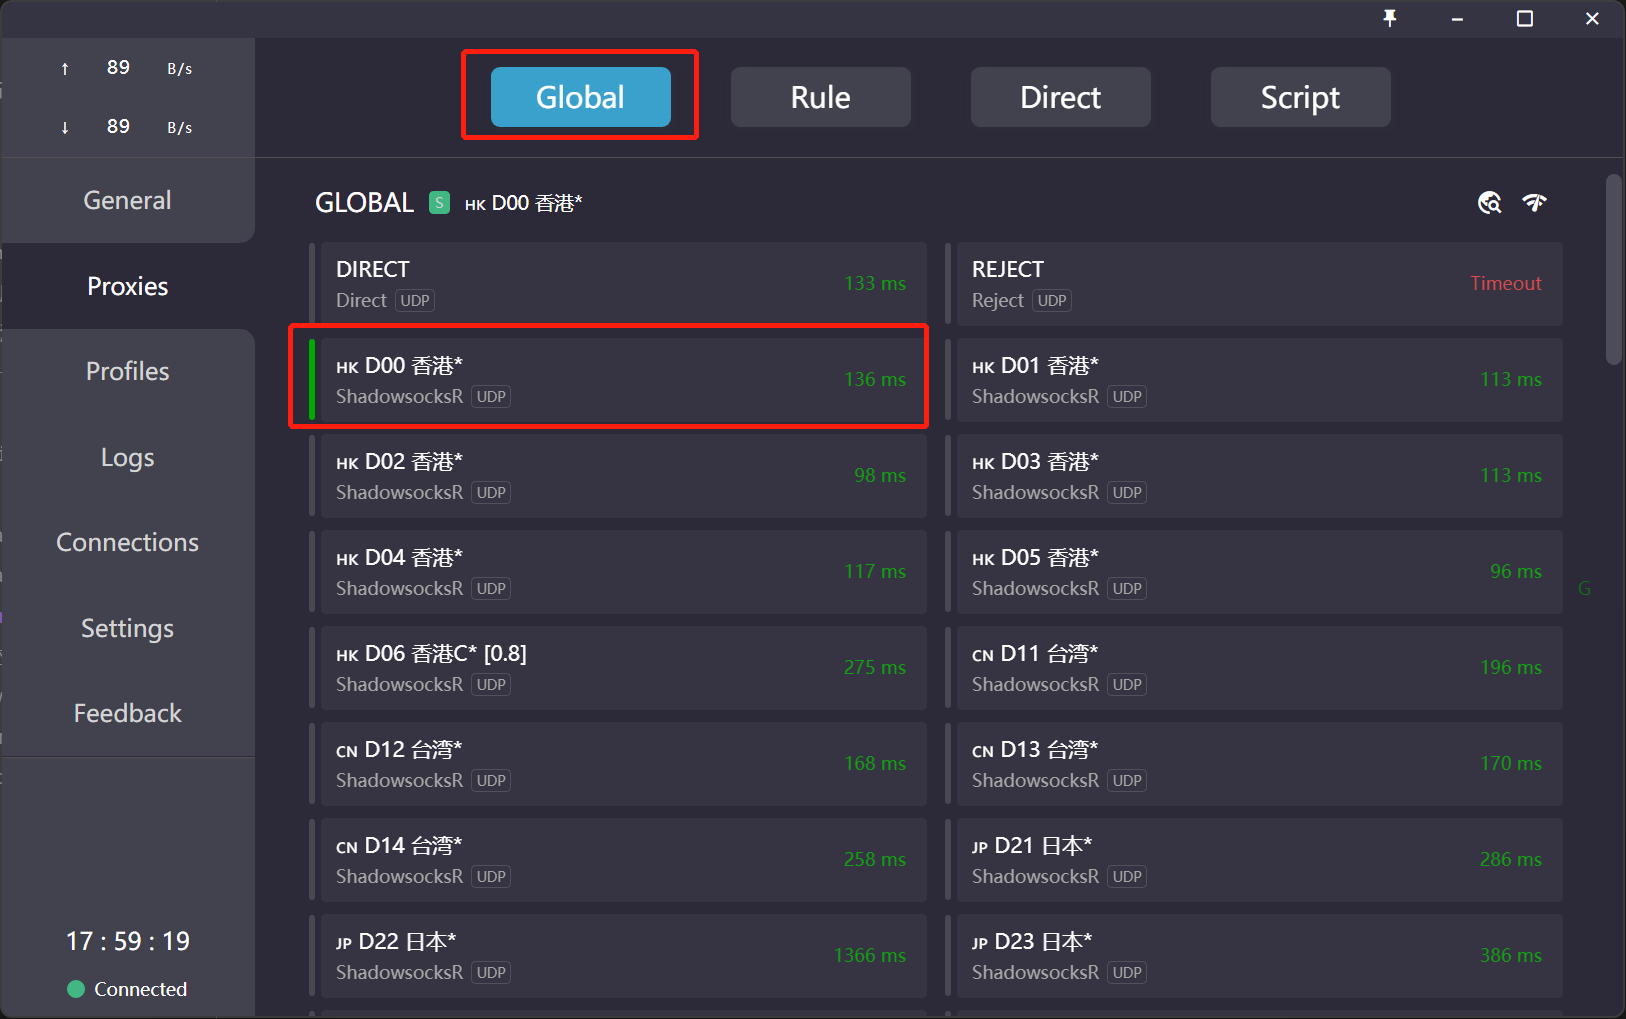 ↑ 89 B/s
↓ 89 B/s
Global Rule Direct Script
General
Proxies
Profiles
Logs
Connections
Settings
Feedback
17 : 59 : 19
Connected
GLOBAL S HK D00 香港*
DIRECT
Direct UDP
133 ms
REJECT
Reject UDP
Timeout
HK D00 香港*
ShadowsocksR UDP
136 ms
HK D01 香港*
ShadowsocksR UDP
113 ms
HK D02 香港*
ShadowsocksR UDP
98 ms
HK D03 香港*
ShadowsocksR UDP
113 ms
HK D04 香港*
ShadowsocksR UDP
117 ms
HK D05 香港*
ShadowsocksR UDP
96 ms
G
HK D06 香港C* [0.8]
ShadowsocksR UDP
275 ms
CN D11 台湾*
ShadowsocksR UDP
196 ms
CN D12 台湾*
ShadowsocksR UDP
168 ms
CN D13 台湾*
ShadowsocksR UDP
170 ms
CN D14 台湾*
ShadowsocksR UDP
258 ms
JP D21 日本*
ShadowsocksR UDP
286 ms
JP D22 日本*
ShadowsocksR UDP
1366 ms
JP D23 日本*
ShadowsocksR UDP
386 ms